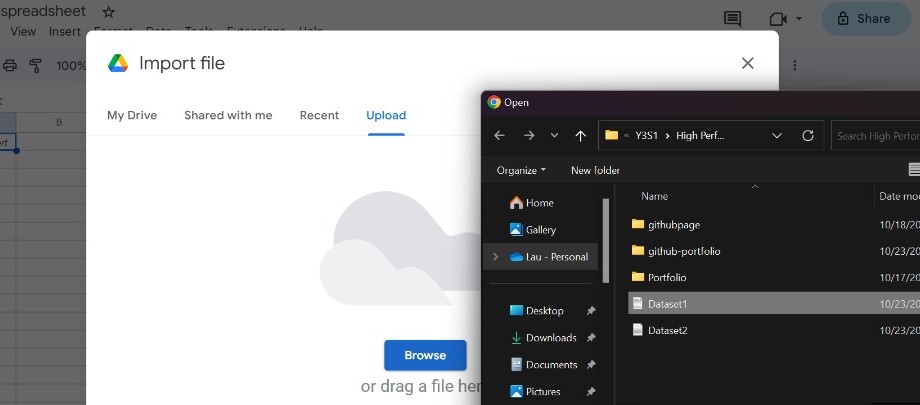 spreadsheet
View Insert Format Data Tools Extensions Help
Share
100%
B
Import file
My Drive Shared with me Recent Upload
Browse
or drag a file her
Open
« Y3S1 > High Perf...
Search High Perfor
Organize New folder
Home
Gallery
Lau - Personal
Desktop
Downloads
Documents
Pictures
Name Date mod
githubpage 10/18/20
github-portfolio 10/23/20
Portfolio 10/17/20
Dataset1 10/23/20
Dataset2 10/23/20